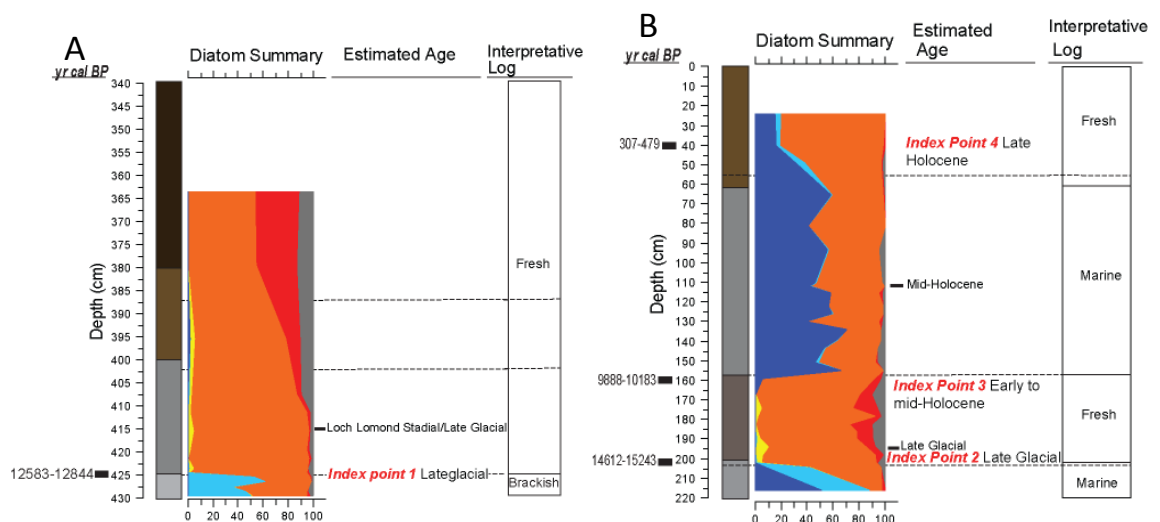 A
yr cal BP
Diatom Summary
Estimated Age
Interpretative
Log
Depth (cm)
340
345
350
355
360
365
370
375
380
385
390
395
400
405
410
415
420
425
430
12583-12844
Loch Lomond Stadial/Late Glacial
Index point 1 Lateglacial
Fresh
Brackish
0 20 40 60 80 100
B
yr cal BP
Diatom Summary
Estimated
Age
Interpretative
Log
Depth (cm)
0
10
20
30
40
50
60
70
80
90
100
110
120
130
140
150
160
170
180
190
200
210
220
307-479
9888-10183
14612-15243
Index Point 4 Late
Holocene
Mid-Holocene
Index Point 3 Early to
mid-Holocene
Late Glacial
Index Point 2 Late Glacial
Fresh
Marine
Fresh
Marine
0 20 40 60 80 100